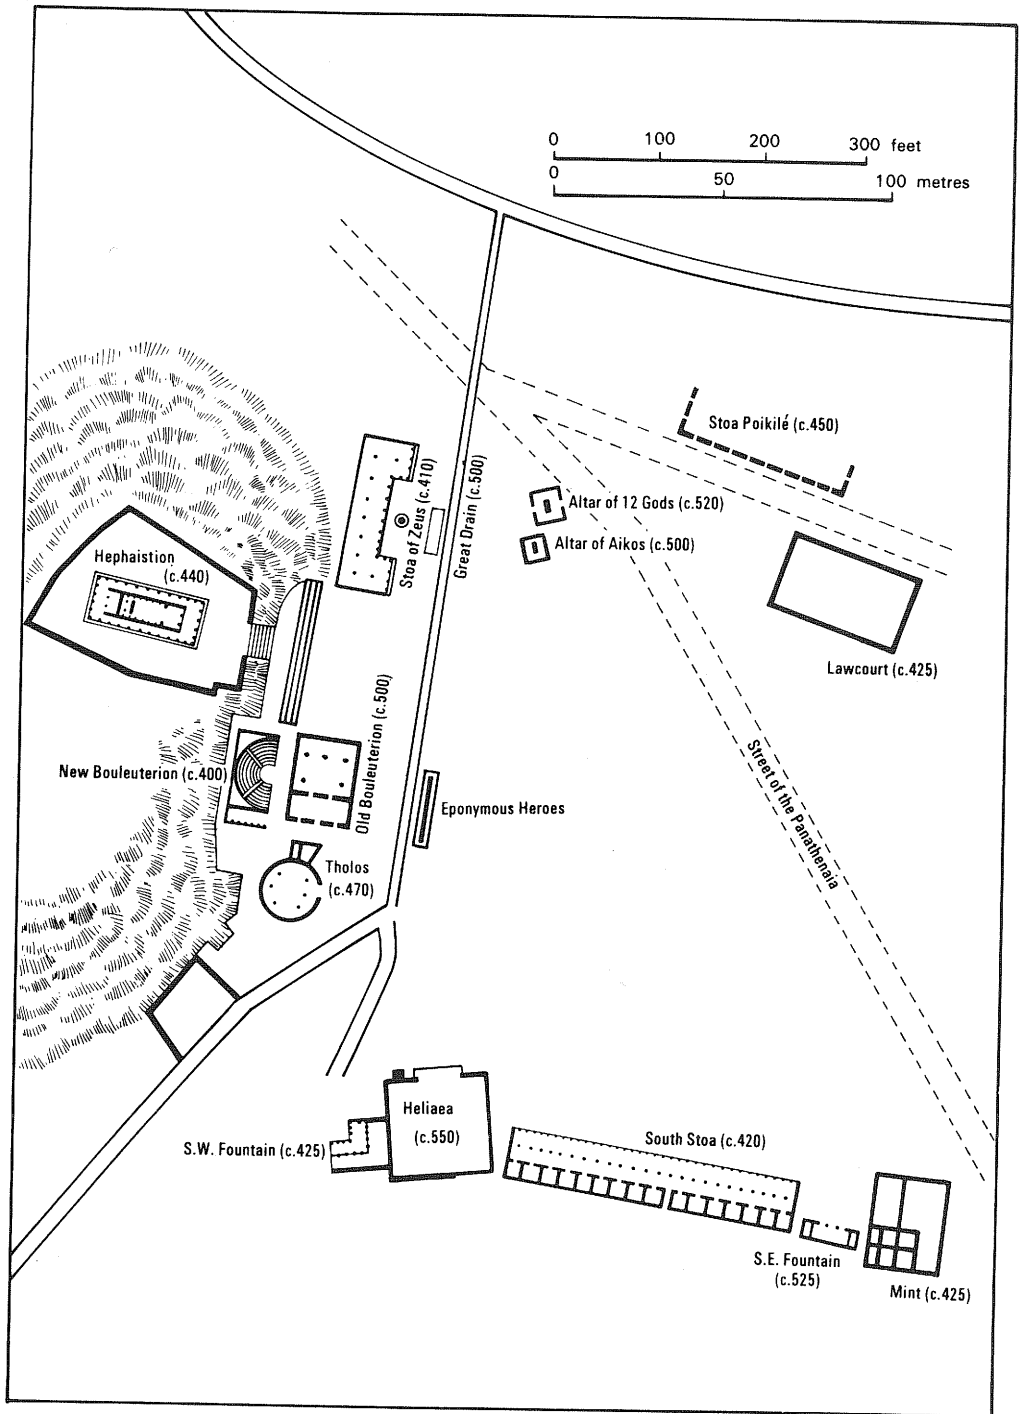 0 100 200 300 feet
0 50 100 metres
Stoa Poikilé (c.450)
Stoa of Zeus (c.410)
Great Drain (c.500)
Altar of 12 Gods (c.520)
Altar of Aikos (c.500)
Hephaistion
(c.440)
Lawcourt (c.425)
Old Bouleuterion (c.500)
New Bouleuterion (c.400)
Street of the Panathenaia
Eponymous Heroes
Tholos
(c.470)
Heliaea
(c.550)
S.W. Fountain (c.425)
South Stoa (c.420)
S.E. Fountain
(c.525)
Mint (c.425)